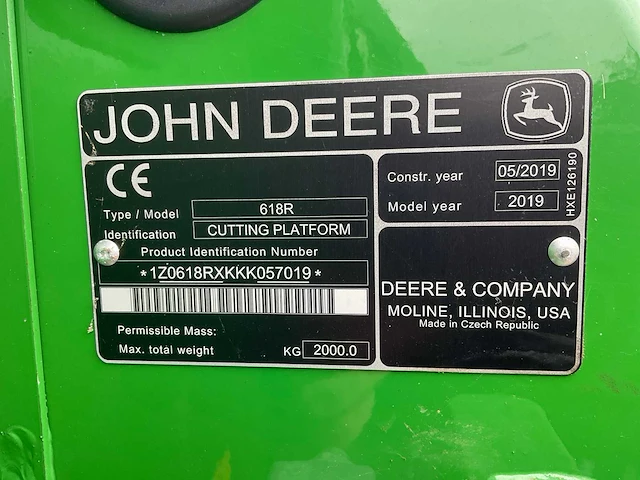 JOHN DEERE
CE
Type / Model 618R
Identification CUTTING PLATFORM
Product Identification Number
*1Z0618RXKKK057019*
Permissible Mass:
Max. total weight KG 2000.0
Constr. year 05/2019
Model year 2019
HXE126190
DEERE & COMPANY
MOLINE, ILLINOIS, USA
Made in Czech Republic